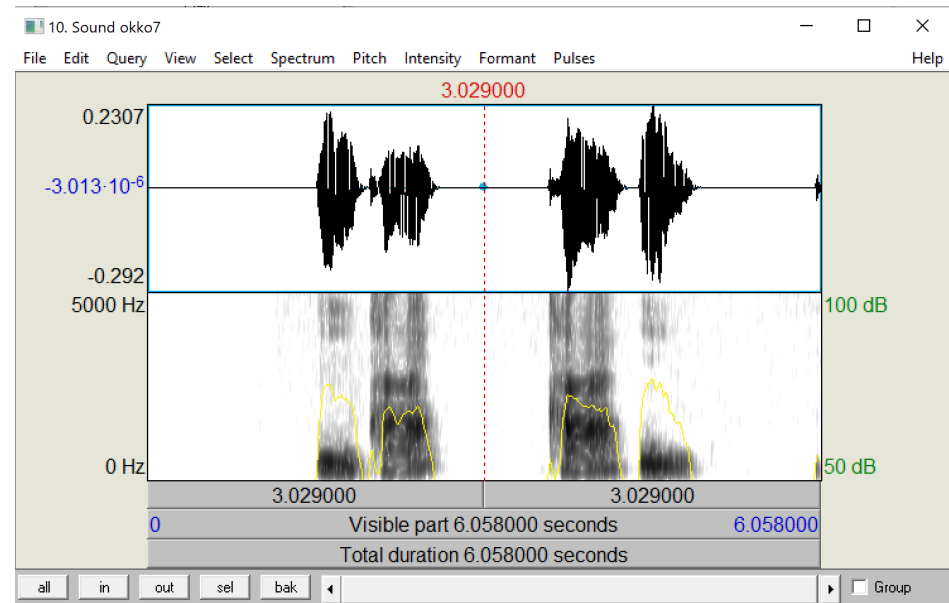 10. Sound okko7
File Edit Query View Select Spectrum Pitch Intensity Formant Pulses Help
3.029000
0.2307
-3.013·10-6
-0.292
5000 Hz 100 dB
0 Hz 50 dB
3.029000 3.029000
0 Visible part 6.058000 seconds 6.058000
Total duration 6.058000 seconds
all in out sel bak Group